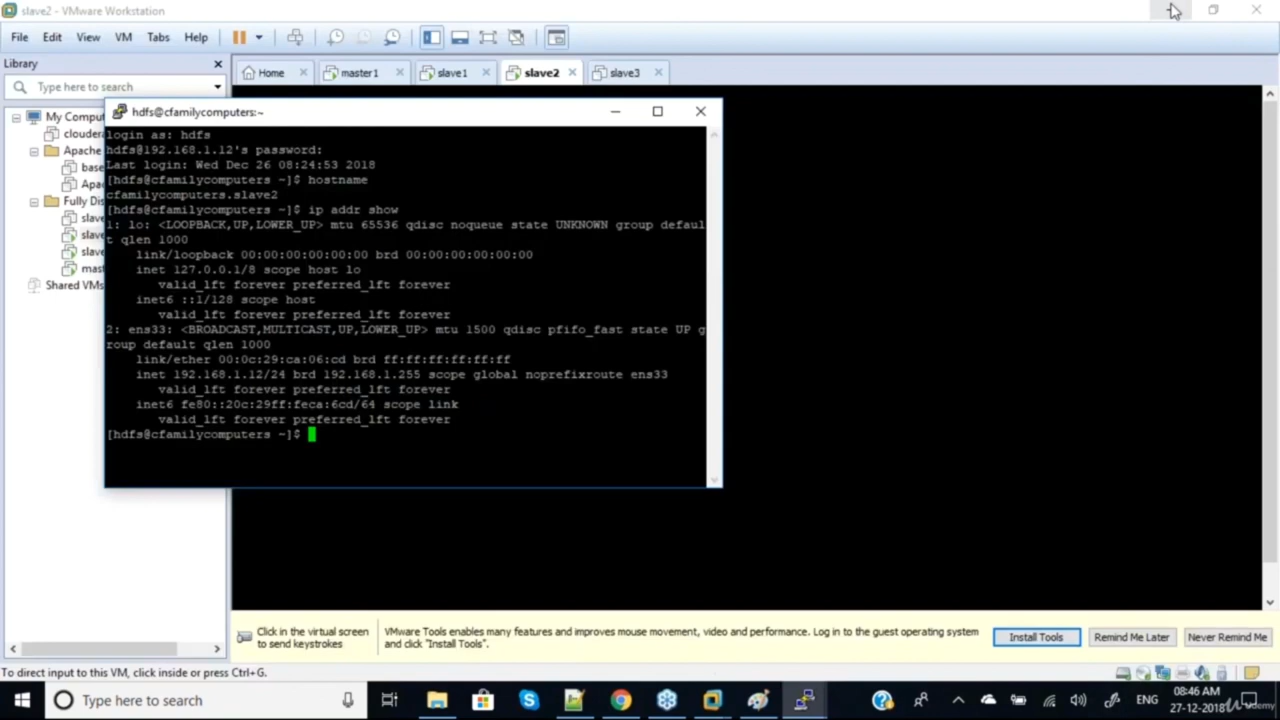 slave2 - VMware Workstation
File Edit View VM Tabs Help
Library
Type here to search
Home master1 slave1 slave2 slave3
My Compu
cloudera
Apache
base
Apa
Fully Dis
slave
slave
slave
mas
Shared VMs
hdfs@cfamilycomputers:~
login as: hdfs
hdfs@192.168.1.12's password:
Last login: Wed Dec 26 08:24:53 2018
[hdfs@cfamilycomputers ~]$ hostname
cfamilycomputers.slave2
[hdfs@cfamilycomputers ~]$ ip addr show
1: lo: <LOOPBACK,UP,LOWER_UP> mtu 65536 qdisc noqueue state UNKNOWN group defaul
t qlen 1000
link/loopback 00:00:00:00:00:00 brd 00:00:00:00:00:00
inet 127.0.0.1/8 scope host lo
valid_lft forever preferred_lft forever
inet6 ::1/128 scope host
valid_lft forever preferred_lft forever
2: ens33: <BROADCAST,MULTICAST,UP,LOWER_UP> mtu 1500 qdisc pfifo_fast state UP g
roup default qlen 1000
link/ether 00:0c:29:ca:06:cd brd ff:ff:ff:ff:ff:ff
inet 192.168.1.12/24 brd 192.168.1.255 scope global noprefixroute ens33
valid_lft forever preferred_lft forever
inet6 fe80::20c:29ff:feca:6cd/64 scope link
valid_lft forever preferred_lft forever
[hdfs@cfamilycomputers ~]$
Click in the virtual screen
to send keystrokes
VMware Tools enables many features and improves mouse movement, video and performance. Log in to the guest operating system
and click "Install Tools".
Install Tools Remind Me Later Never Remind Me
To direct input to this VM, click inside or press Ctrl+G.
Type here to search
ENG
08:46 AM
27-12-2018
Udemy